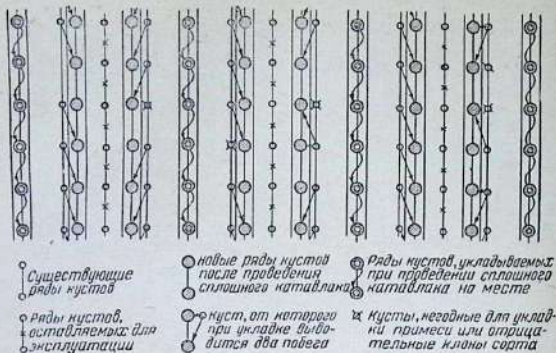 Существующие
ряды кустов
Новые ряды кустов
после проведения
сплошного катавлака
Ряды кустов, укладываемых
при проведении сплошного
катавлака на месте
Ряды кустов,
оставляемых для
эксплуатации
Куст, от которого
при укладке выво-
дится два побега
Кусты, негодные для уклад-
ки примеси или отрица-
тельные клоны сорта